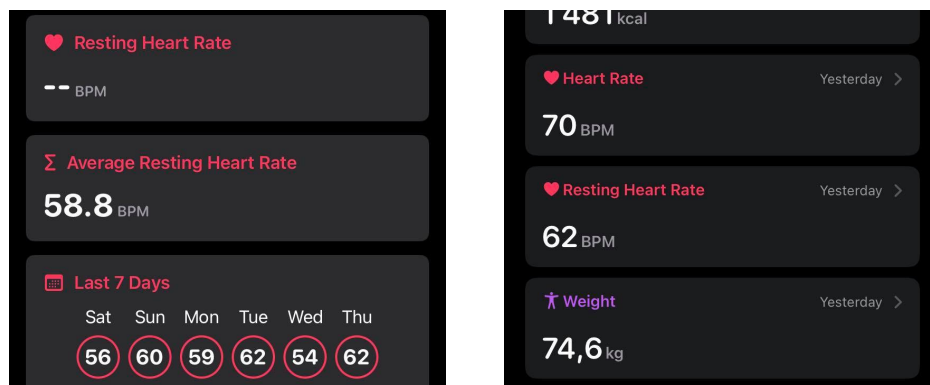 Resting Heart Rate
-- BPM
Average Resting Heart Rate
58.8 BPM
Last 7 Days
Sat Sun Mon Tue Wed Thu
56 60 59 62 54 62
1 481 kcal
Heart Rate Yesterday
70 BPM
Resting Heart Rate Yesterday
62 BPM
Weight Yesterday
74,6 kg